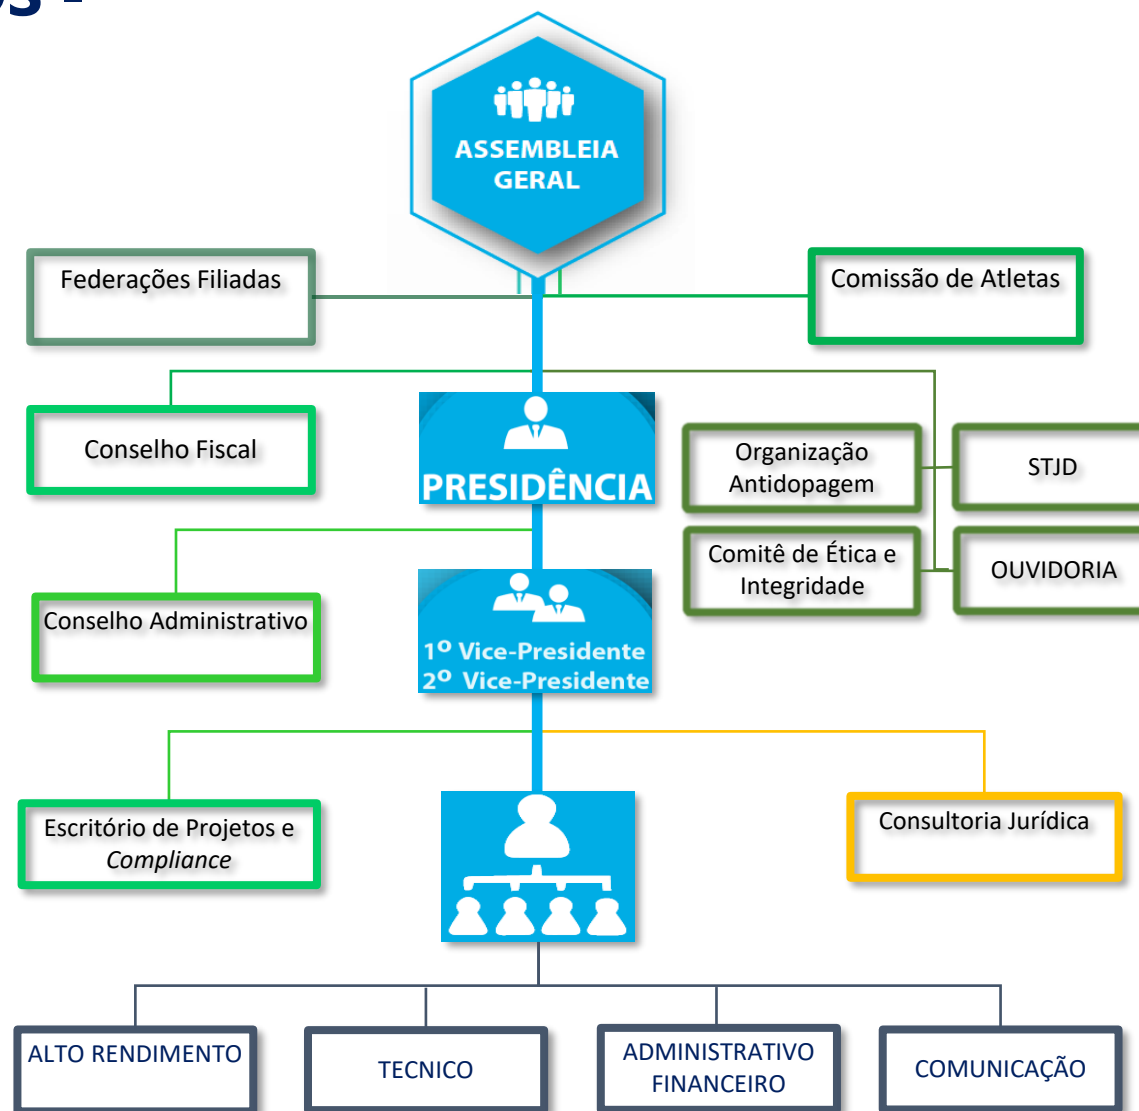 ASSEMBLEIA
GERAL
Federações Filiadas
Comissão de Atletas
Conselho Fiscal
PRESIDÊNCIA
Organização
Antidopagem
STJD
Comitê de Ética e
Integridade
OUVIDORIA
Conselho Administrativo
1º Vice-Presidente
2º Vice-Presidente
Escritório de Projetos e
Compliance
Consultoria Jurídica
ALTO RENDIMENTO
TECNICO
ADMINISTRATIVO
FINANCEIRO
COMUNICAÇÃO